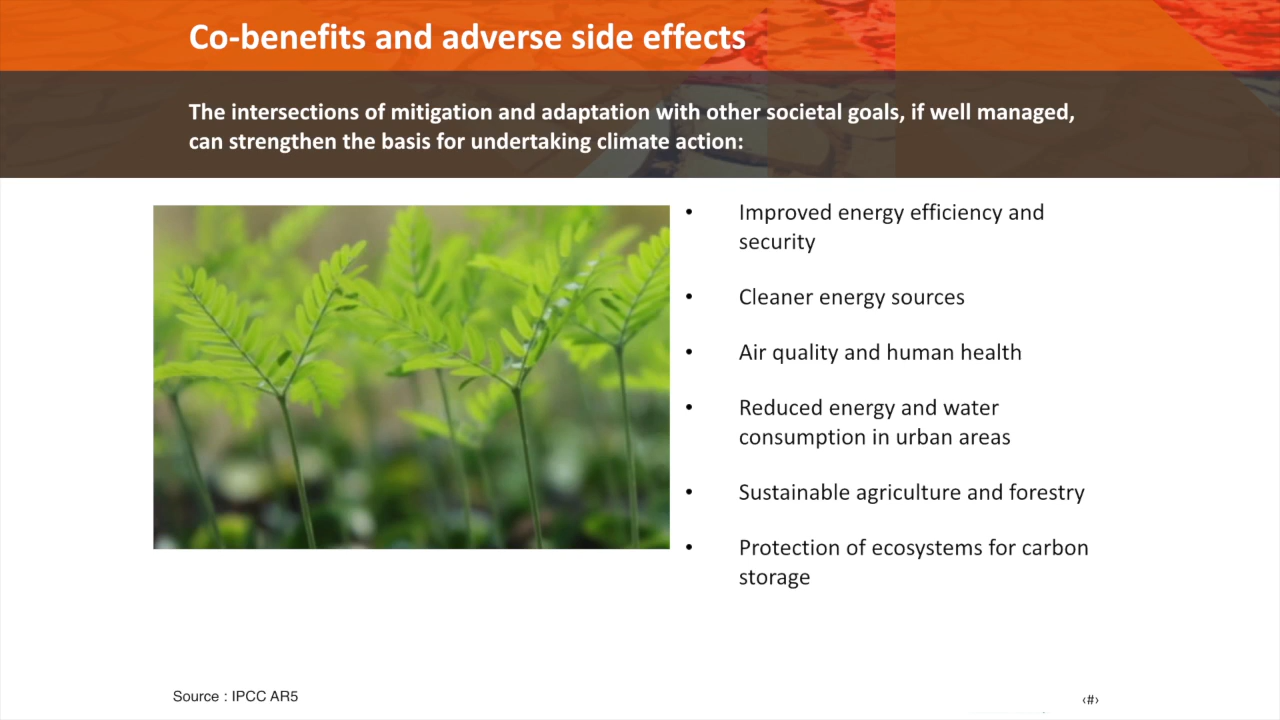 Co-benefits and adverse side effects
The intersections of mitigation and adaptation with other societal goals, if well managed,
can strengthen the basis for undertaking climate action:
• Improved energy efficiency and
security
• Cleaner energy sources
• Air quality and human health
• Reduced energy and water
consumption in urban areas
• Sustainable agriculture and forestry
• Protection of ecosystems for carbon
storage
Source : IPCC AR5
‹#›